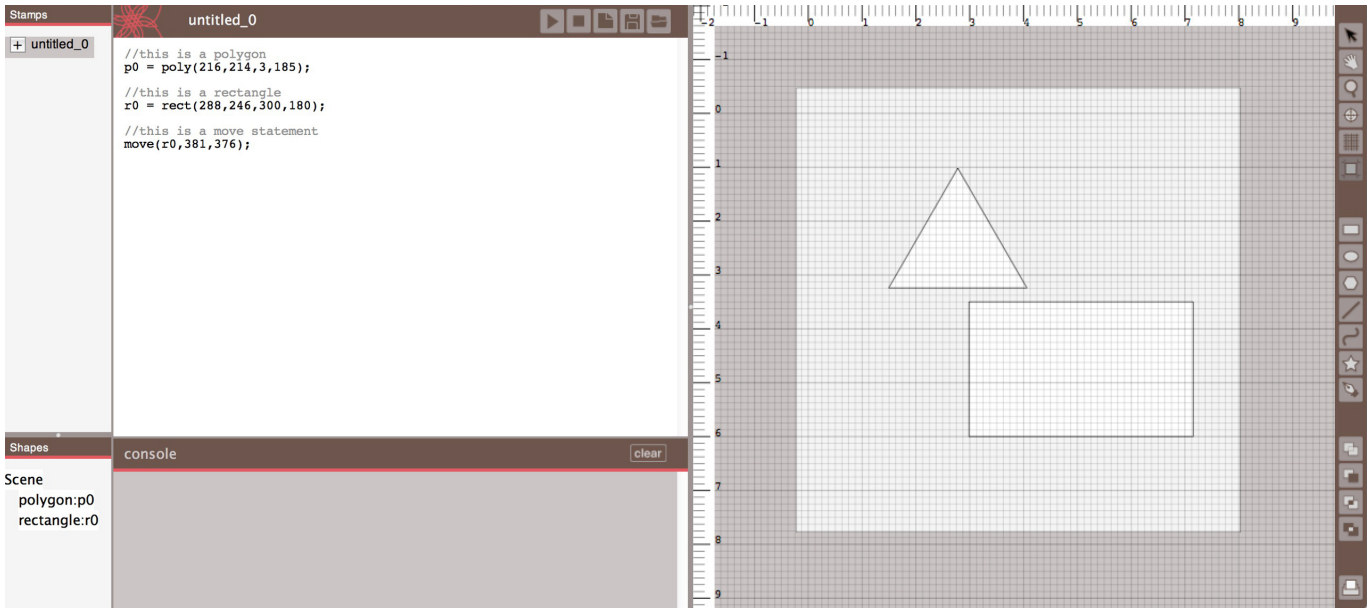 Stamps
+ untitled_0
untitled_0
//this is a polygon
p0 = poly(216,214,3,185);
//this is a rectangle
r0 = rect(288,246,300,180);
//this is a move statement
move(r0,381,376);
Shapes
Scene
polygon:p0
rectangle:r0
console
clear
-2 -1 0 1 2 3 4 5 6 7 8 9
-1
0
1
2
3
4
5
6
7
8
9